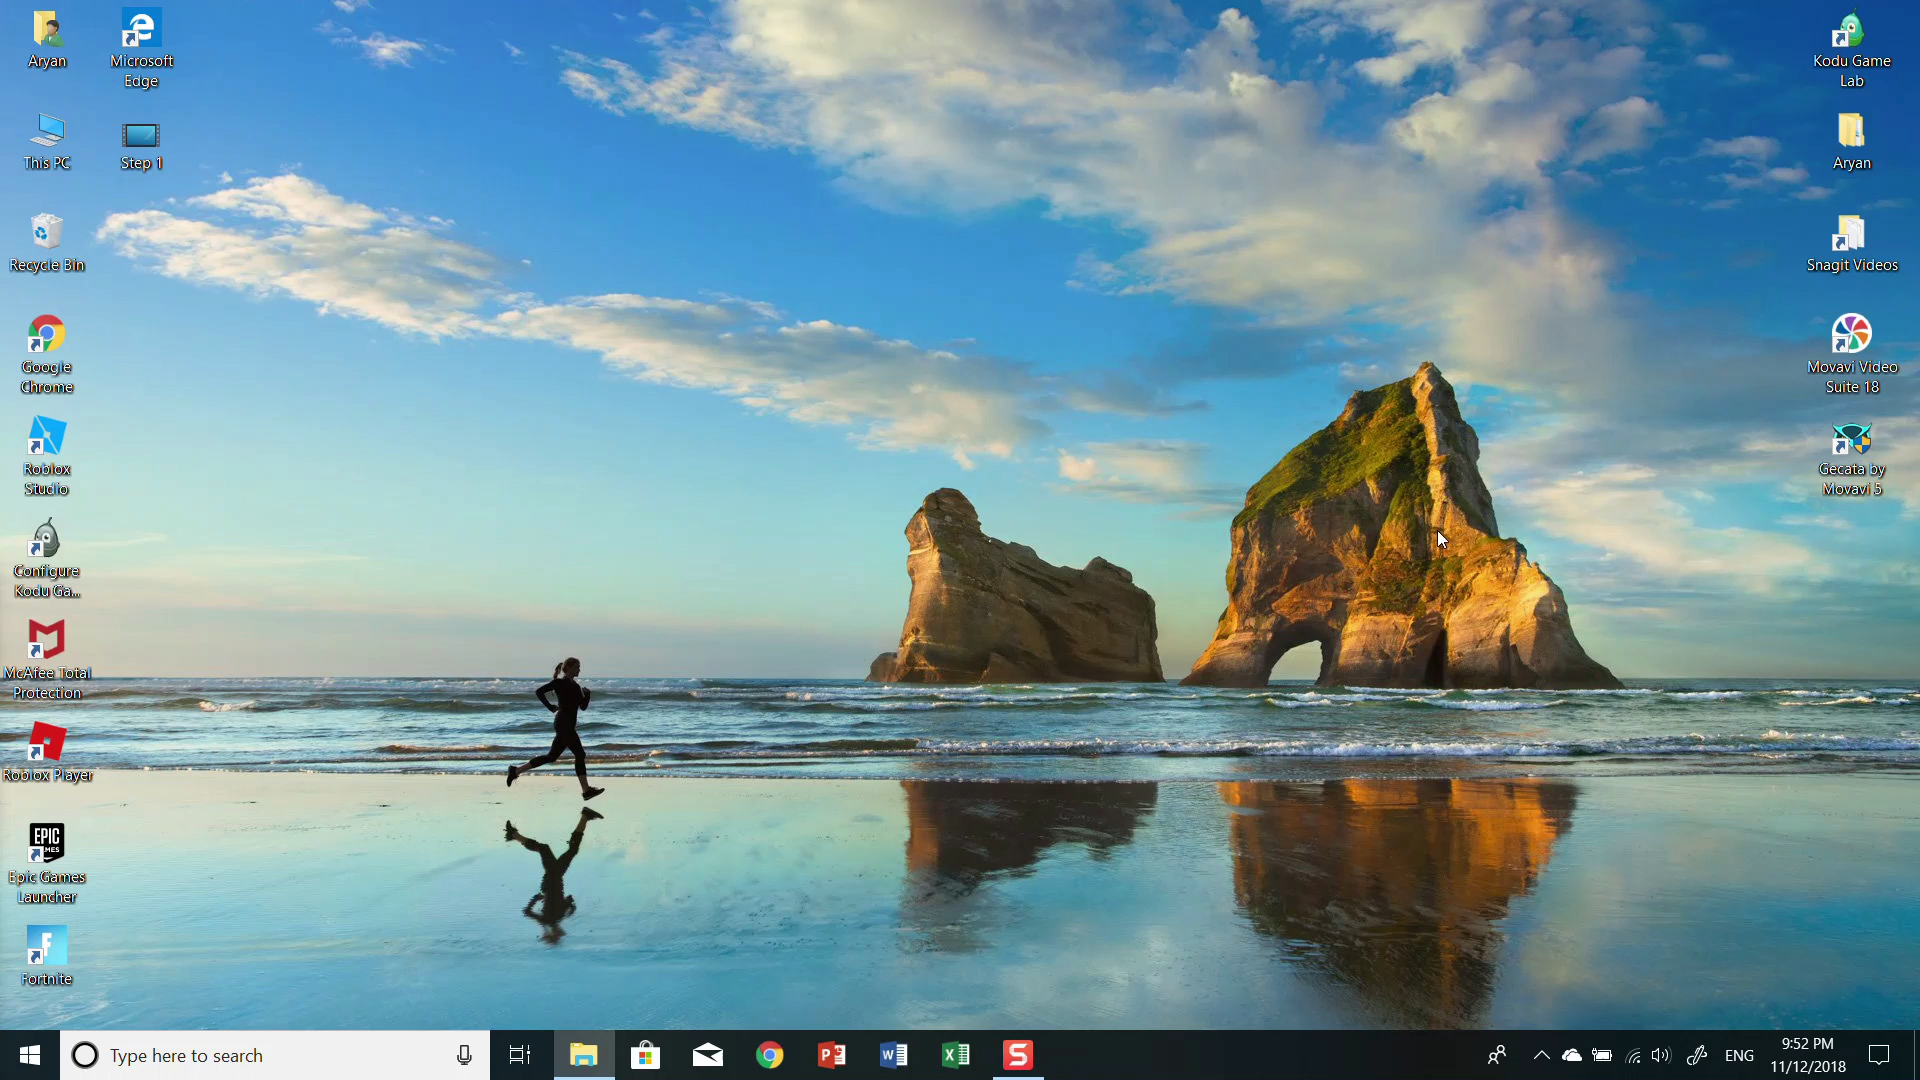 Aryan
Microsoft
Edge
Kodu Game
Lab
This PC
Step 1
Aryan
Recycle Bin
Snagit Videos
Google
Chrome
Movavi Video
Suite 18
Roblox
Studio
Gecata by
Movavi 5
Configure
Kodu Ga...
McAfee Total
Protection
Roblox Player
EPIC
MES
Epic Games
Launcher
F
Fortnite
Type here to search
ENG
9:52 PM
11/12/2018